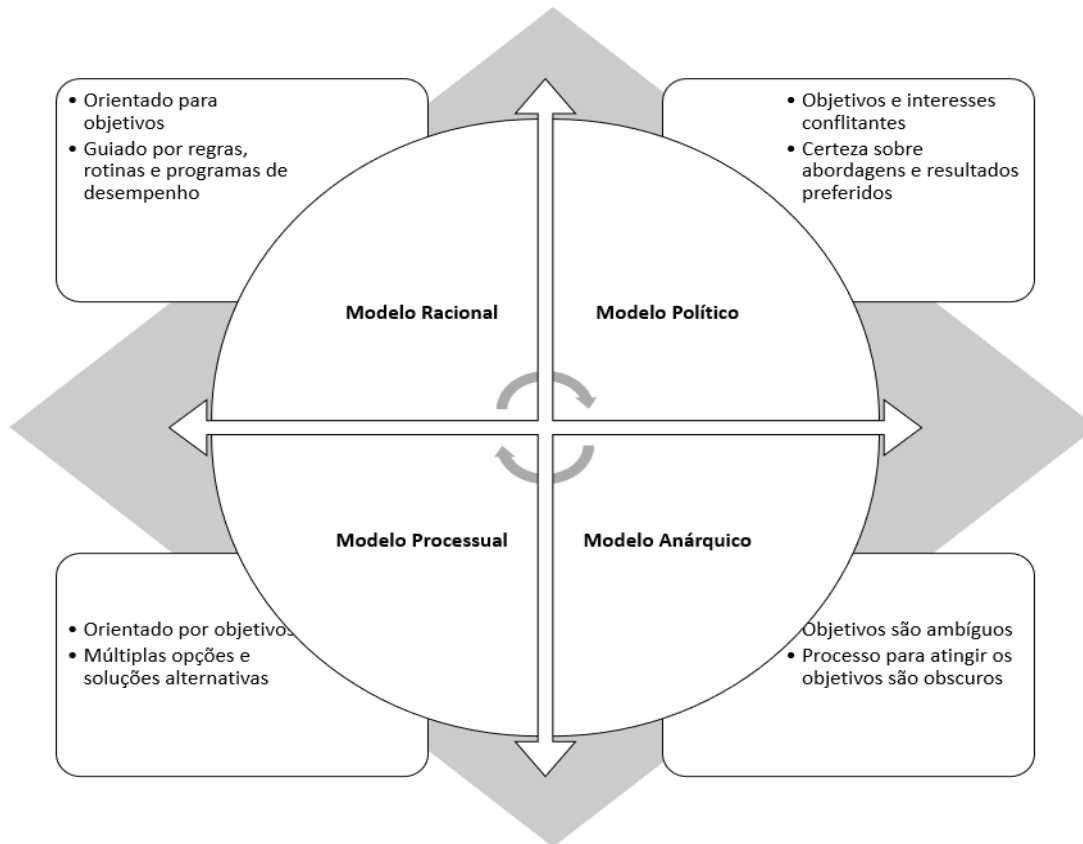 • Orientado para
objetivos
• Guiado por regras,
rotinas e programas de
desempenho
• Objetivos e interesses
conflitantes
• Certeza sobre
abordagens e resultados
preferidos
Modelo Racional
Modelo Político
Modelo Processual
Modelo Anárquico
• Orientado por objetivos
• Múltiplas opções e
soluções alternativas
Objetivos são ambíguos
• Processo para atingir os
objetivos são obscuros